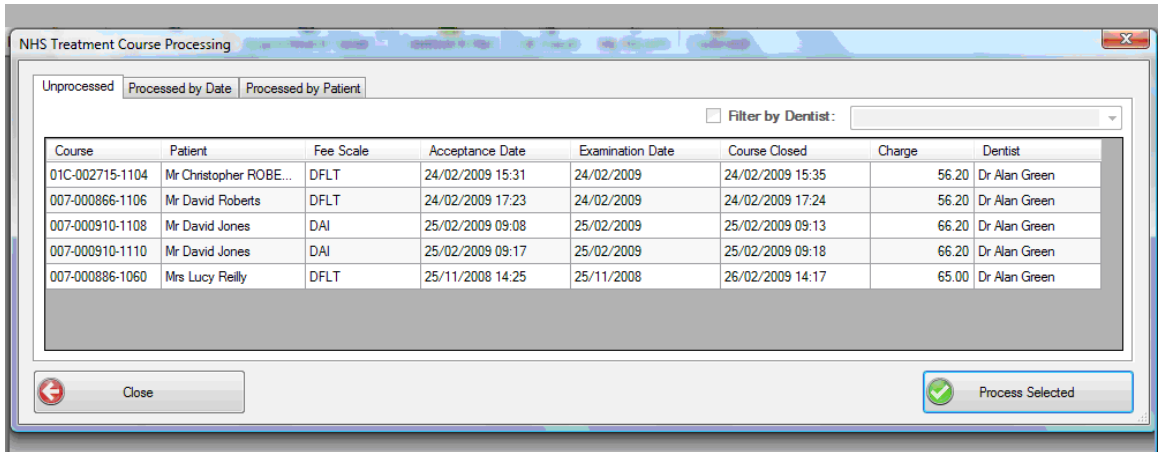 NHS Treatment Course Processing
Unprocessed Processed by Date Processed by Patient
Filter by Dentist:
Course Patient Fee Scale Acceptance Date Examination Date Course Closed Charge Dentist
01C-002715-1104 Mr Christopher ROBE... DFLT 24/02/2009 15:31 24/02/2009 24/02/2009 15:35 56.20 Dr Alan Green
007-000866-1106 Mr David Roberts DFLT 24/02/2009 17:23 24/02/2009 24/02/2009 17:24 56.20 Dr Alan Green
007-000910-1108 Mr David Jones DAI 25/02/2009 09:08 25/02/2009 25/02/2009 09:13 66.20 Dr Alan Green
007-000910-1110 Mr David Jones DAI 25/02/2009 09:17 25/02/2009 25/02/2009 09:18 66.20 Dr Alan Green
007-000886-1060 Mrs Lucy Reilly DFLT 25/11/2008 14:25 25/11/2008 26/02/2009 14:17 65.00 Dr Alan Green
Close Process Selected